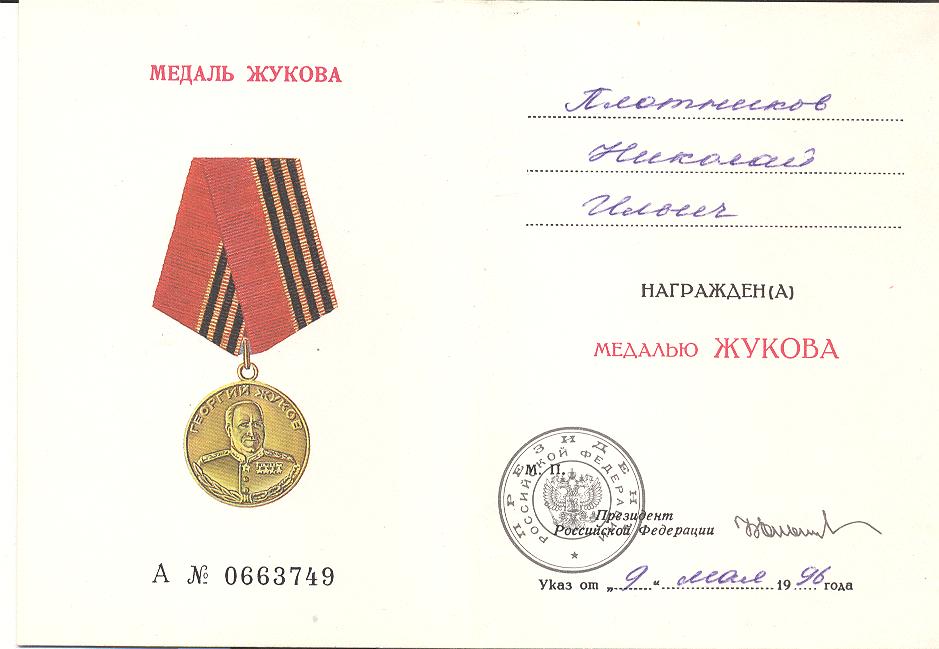 МЕДАЛЬ ЖУКОВА
ГЕОРГИЙ ЖУКОВ
А № 0663749
Плотников
Николай
Ильич
НАГРАЖДЕН(А)
МЕДАЛЬЮ ЖУКОВА
ПРЕЗИДЕНТ
РОССИЙСКОЙ ФЕДЕРАЦИИ
М. П.
Президент
Российской Федерации
Указ от „9“ мая 1996 года